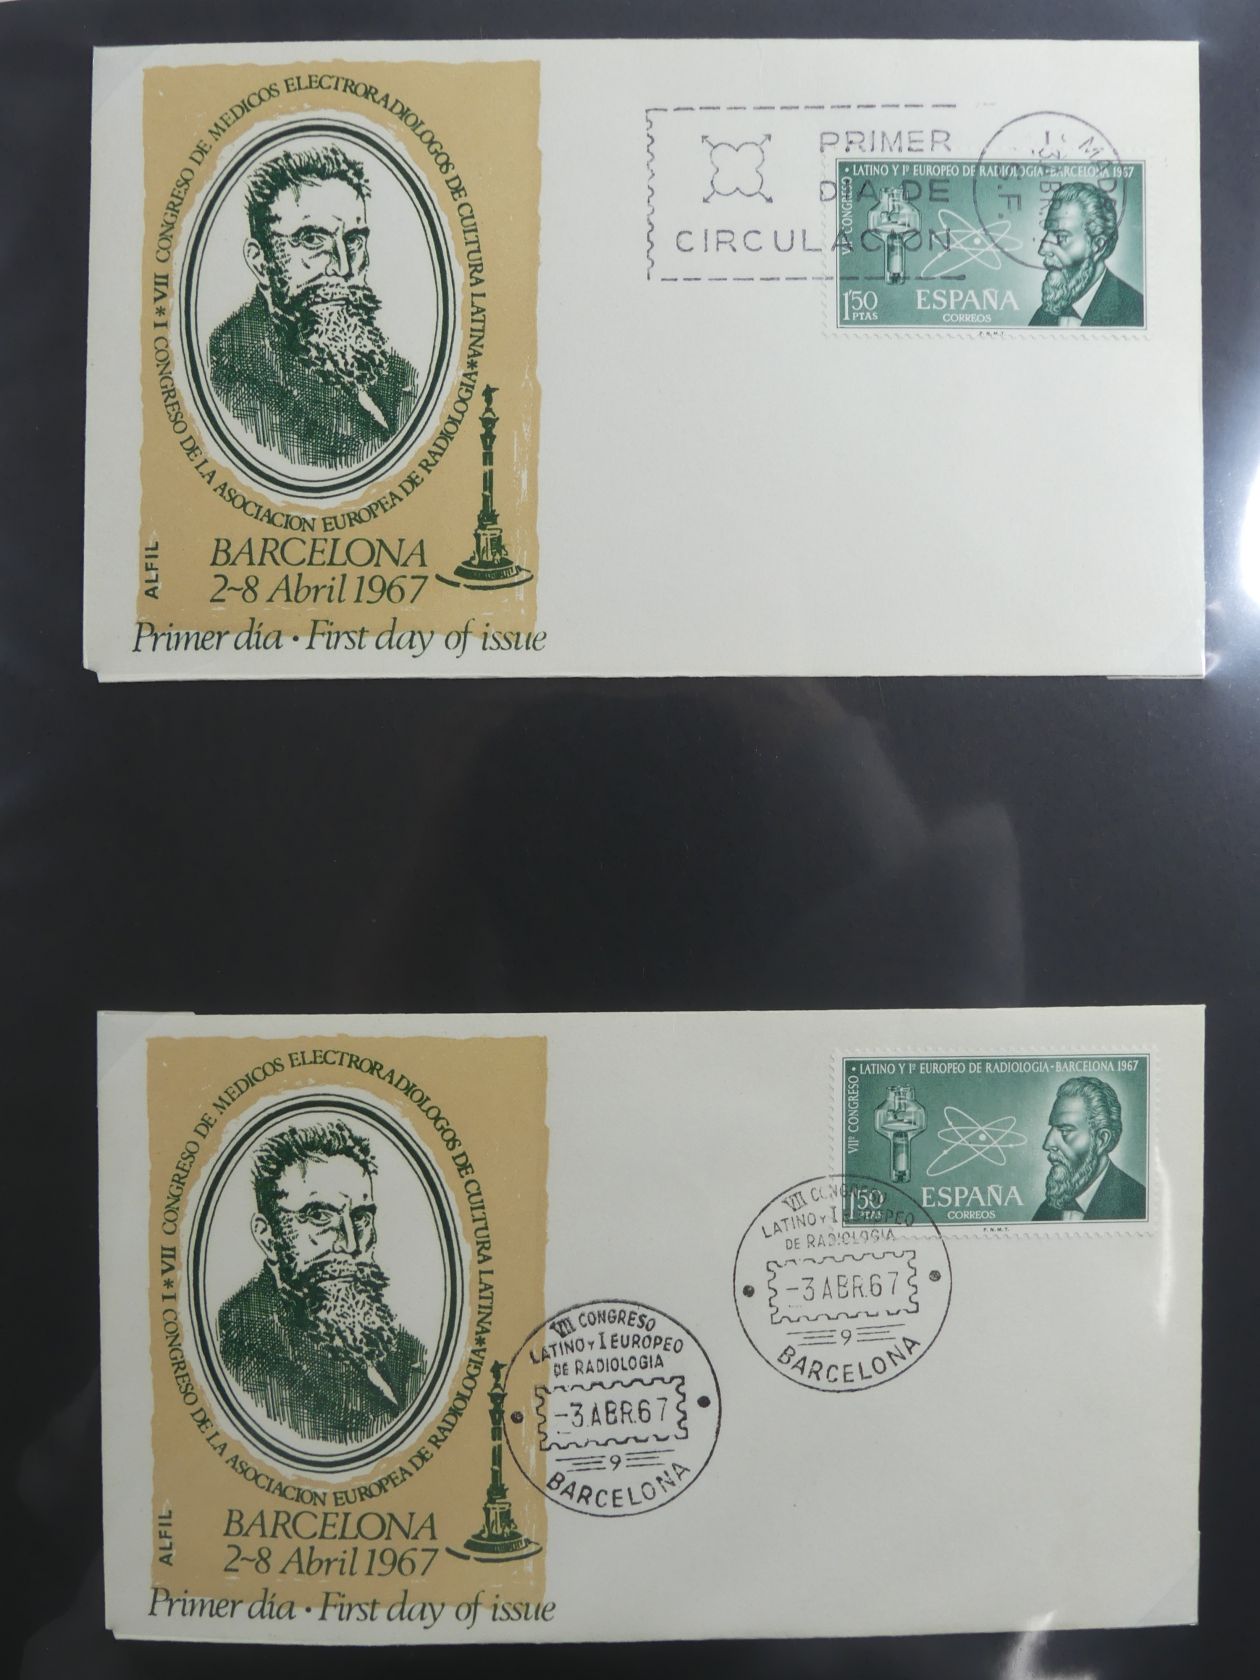 I CONGRESO DE LA ASOCIACION EUROPEA DE RADIOLOGIA * VII CONGRESO DE MEDICOS ELECTRORADIOLOGOS DE CULTURA LATINA *
ALFIL
BARCELONA
2~8 Abril 1967
Primer día · First day of issue
PRIMER
DIA DE
CIRCULACION
VIIº CONGRESO
· LATINO Y Iº EUROPEO DE RADIOLOGIA - BARCELONA 1967
1'50
PTAS
ESPAÑA
CORREOS
F.N.M.T.
I CONGRESO DE LA ASOCIACION EUROPEA DE RADIOLOGIA * VII CONGRESO DE MEDICOS ELECTRORADIOLOGOS DE CULTURA LATINA *
ALFIL
BARCELONA
2~8 Abril 1967
Primer día · First day of issue
VII CONGRESO
LATINO Y I EUROPEO
DE RADIOLOGIA
-3 ABR. 67
9
BARCELONA
VIIº CONGRESO
· LATINO Y Iº EUROPEO DE RADIOLOGIA - BARCELONA 1967
1'50
PTAS
ESPAÑA
CORREOS
F.N.M.T.
VII CONGRESO
LATINO Y I EUROPEO
DE RADIOLOGIA
-3 ABR. 67
9
BARCELONA